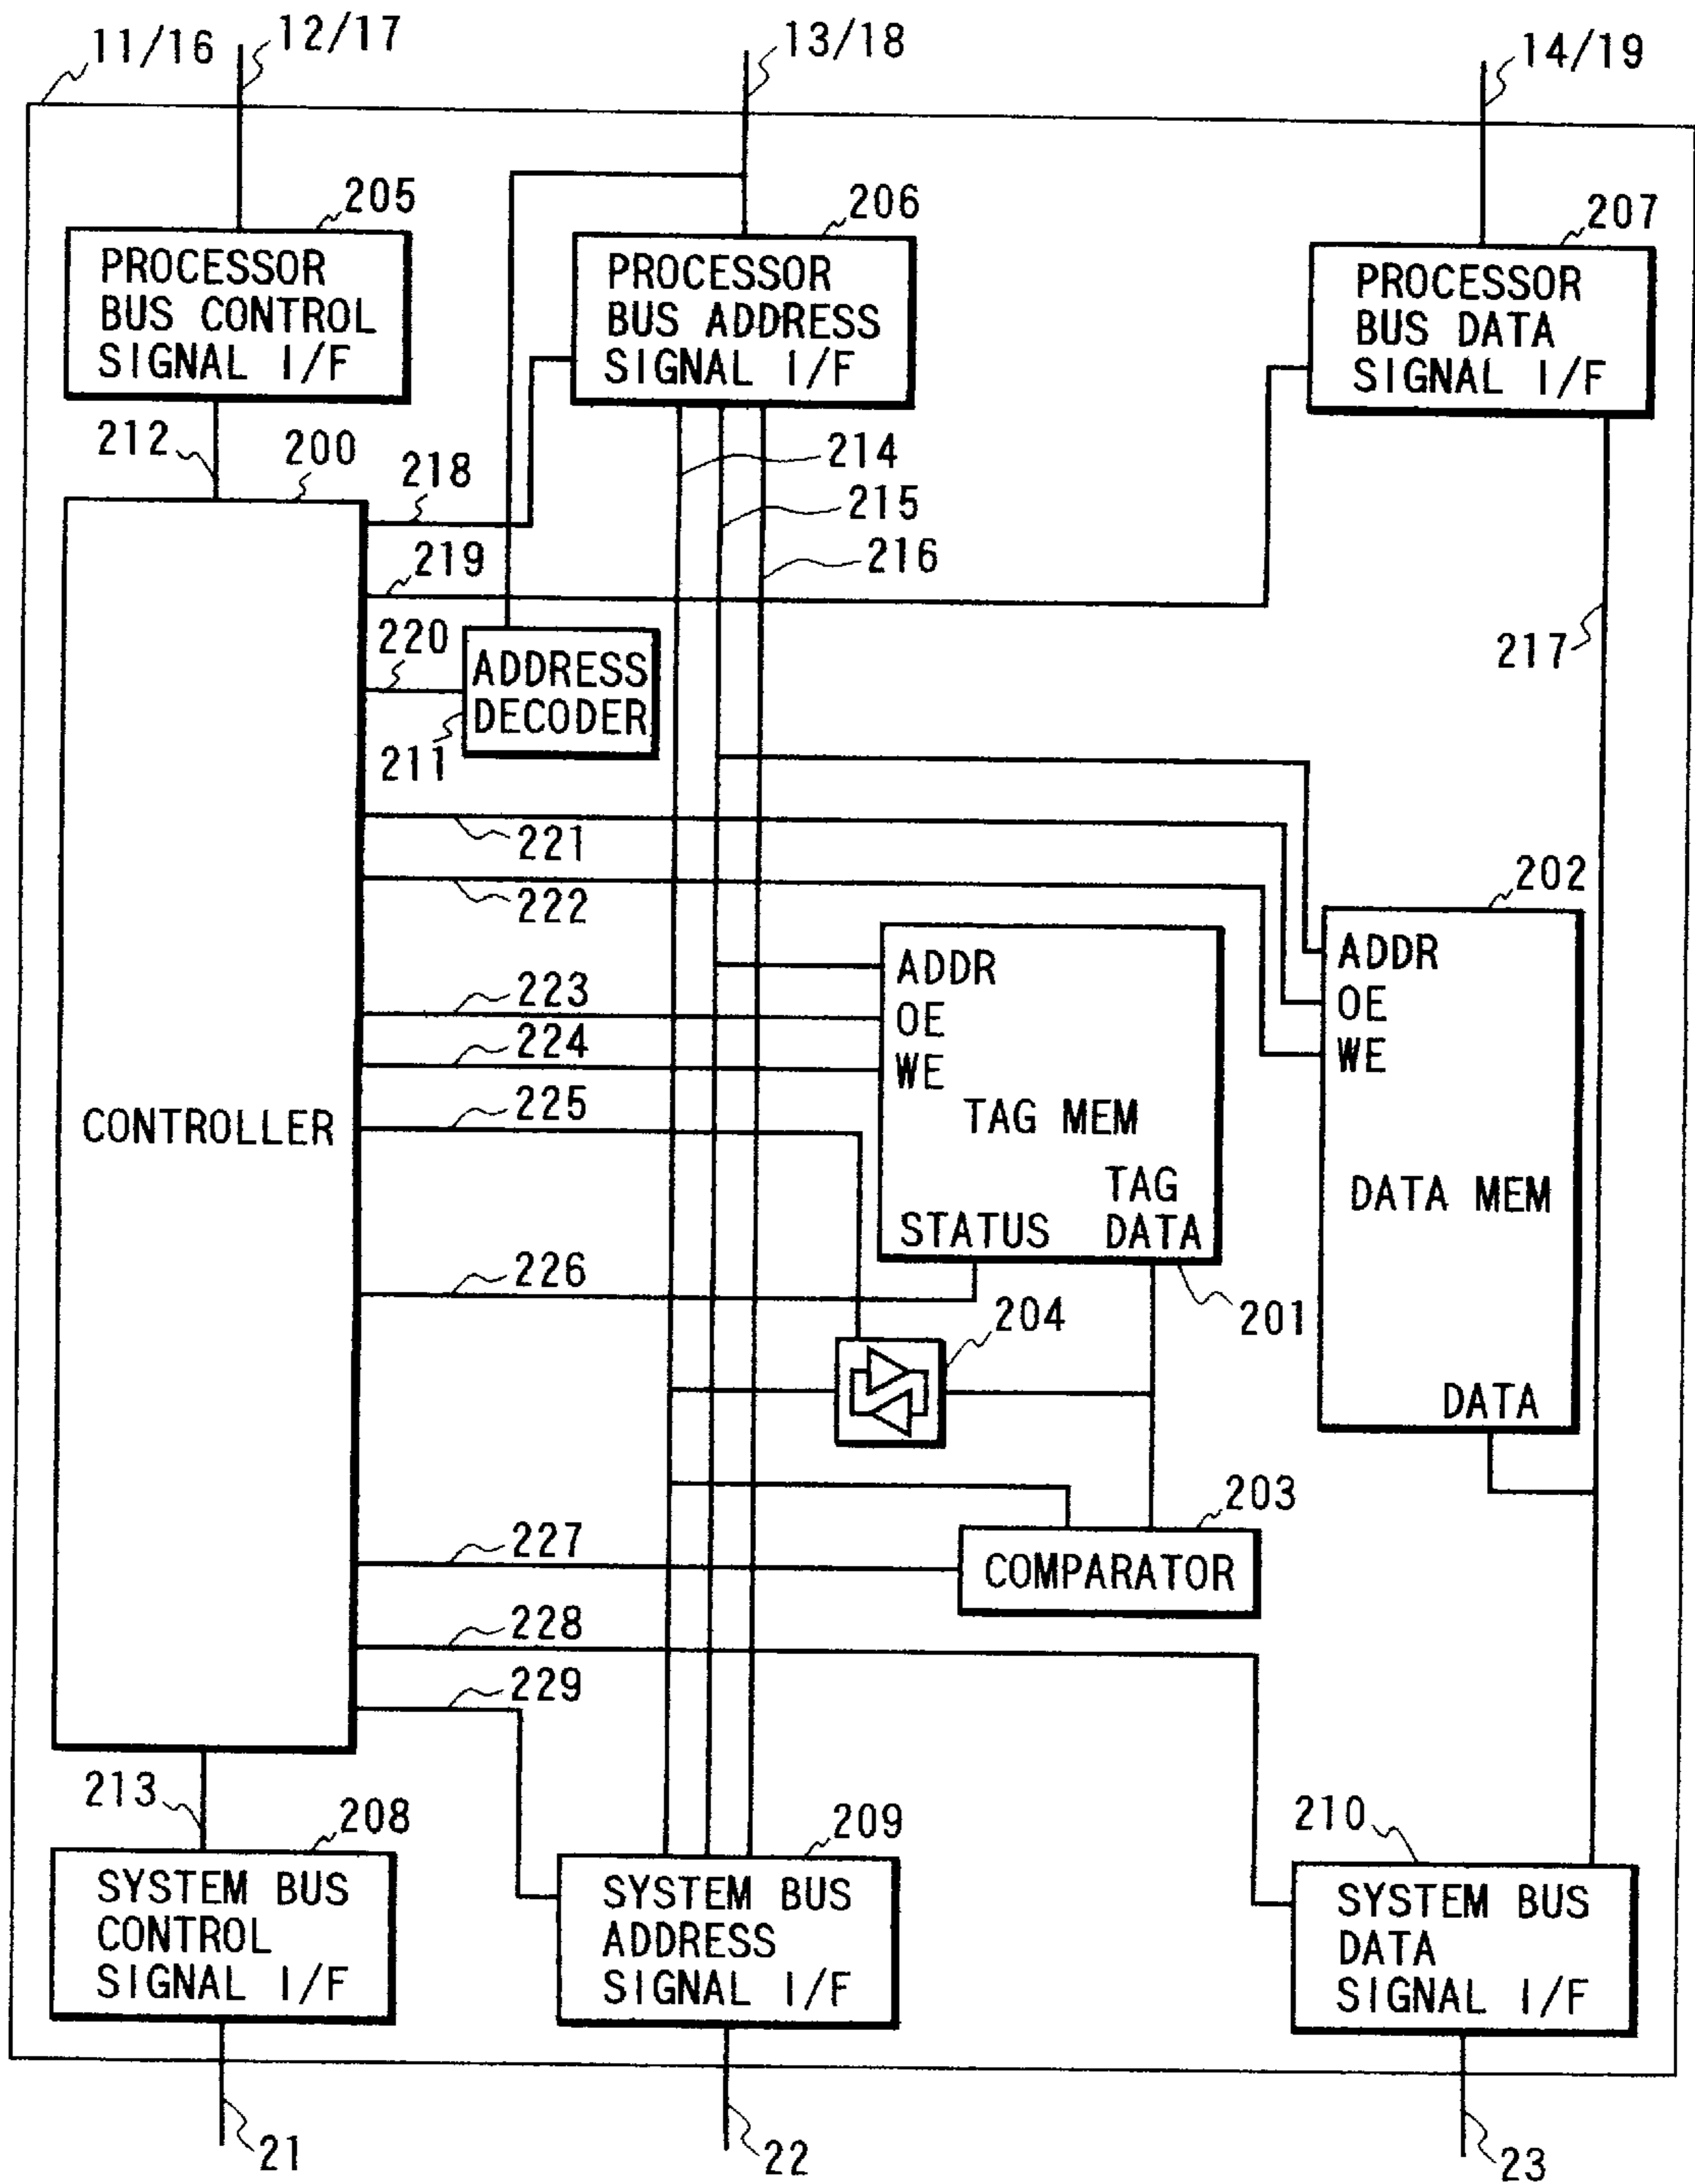 11/16
12/17
13/18
14/19
205
206
207
PROCESSOR
BUS CONTROL
SIGNAL I/F
PROCESSOR
BUS ADDRESS
SIGNAL I/F
PROCESSOR
BUS DATA
SIGNAL I/F
212
200
218
214
215
216
219
217
220
ADDRESS
DECODER
211
221
222
202
223
224
225
ADDR
OE
WE
TAG MEM
TAG
DATA
STATUS
ADDR
OE
WE
DATA MEM
DATA
CONTROLLER
226
204
201
203
227
COMPARATOR
228
229
213
208
209
210
SYSTEM BUS
CONTROL
SIGNAL I/F
SYSTEM BUS
ADDRESS
SIGNAL I/F
SYSTEM BUS
DATA
SIGNAL I/F
21
22
23